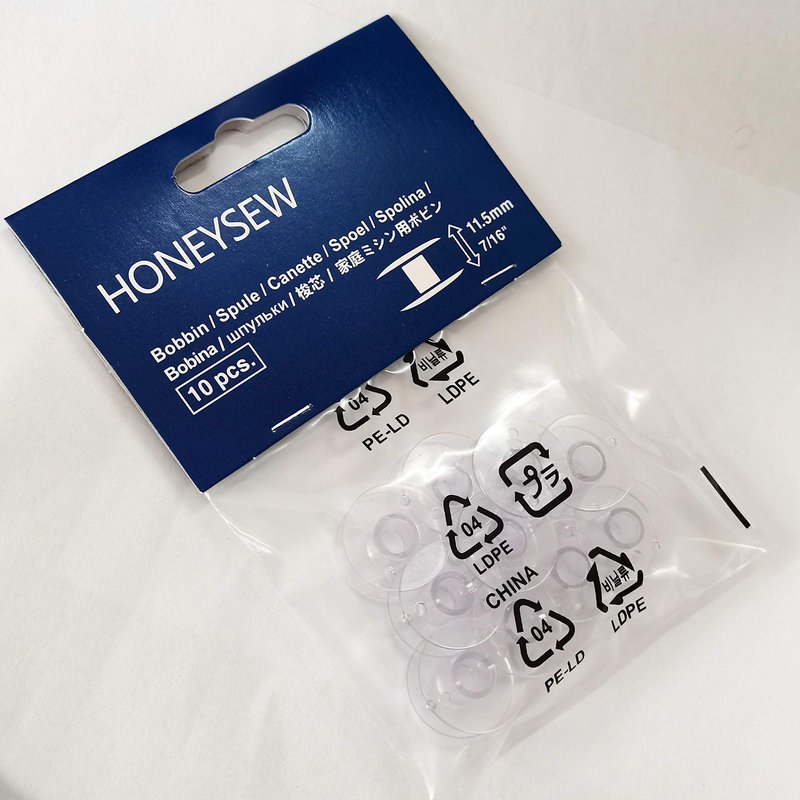 HONEYSEW
Bobbin / Spule / Canette / Spoel / Spolina /
Bobina / шпульки / 梭芯 / 家庭ミシン用ボビン
10 pcs.
11.5mm
7/16"
04
PE-LD
비닐류
LDPE
04
LDPE
プラ
CHINA
04
PE-LD
비닐류
LDPE